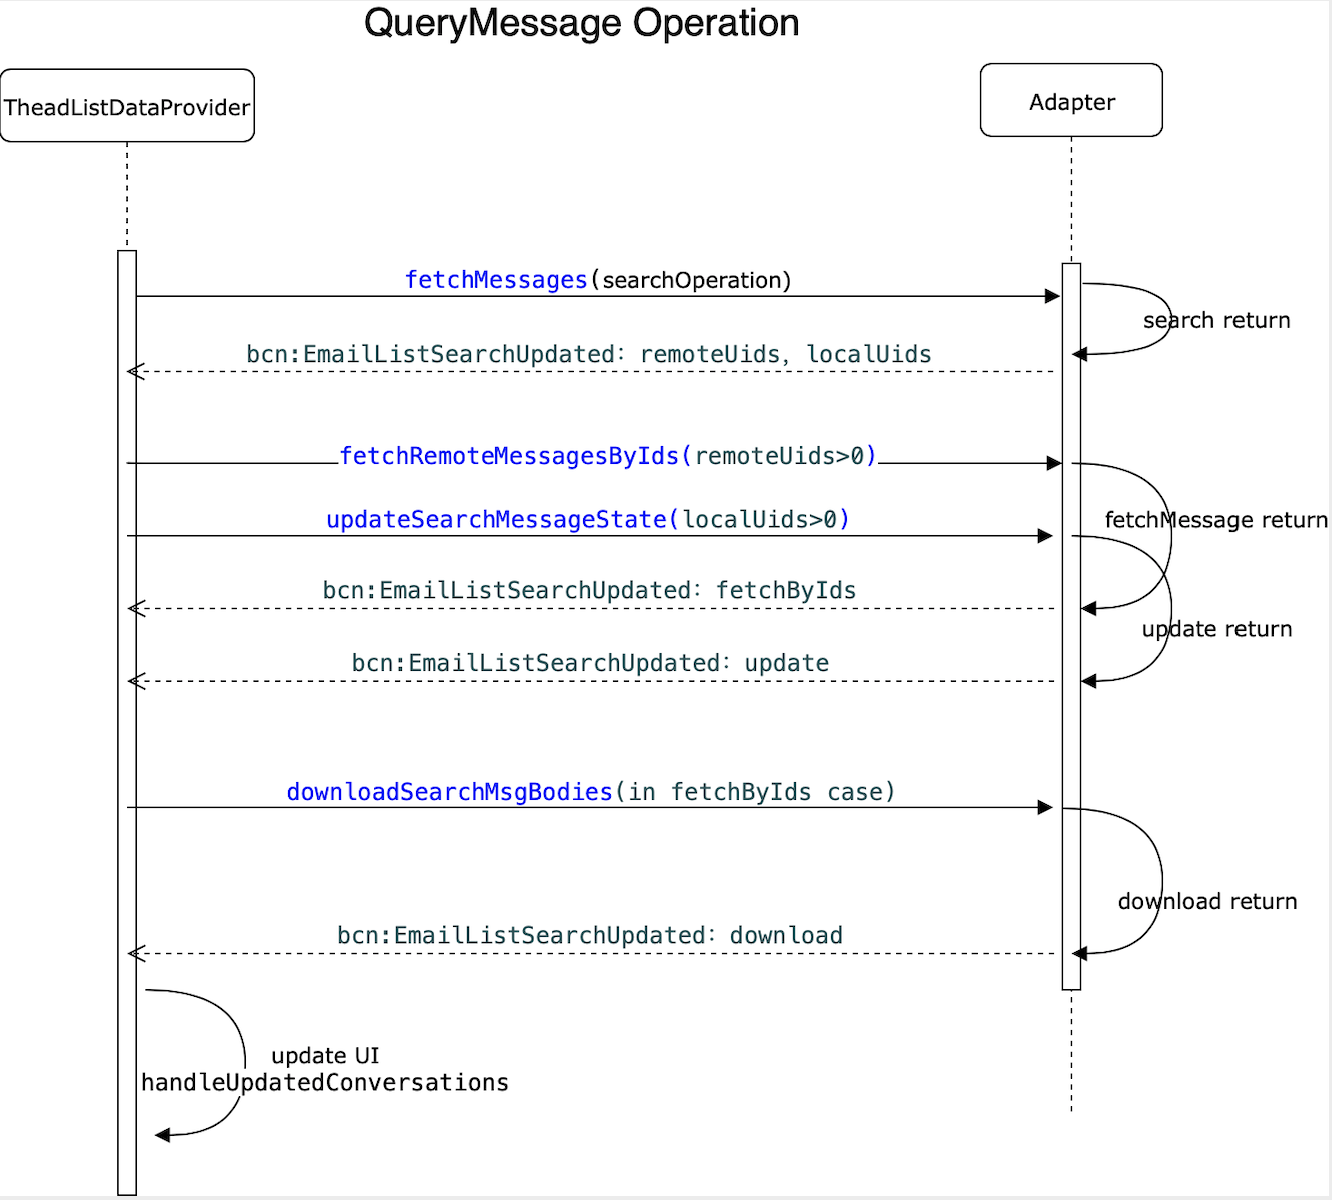 QueryMessage Operation
TheadListDataProvider
Adapter
fetchMessages(searchOperation)
search return
bcn:EmailListSearchUpdated: remoteUids, localUids
fetchRemoteMessagesByIds(remoteUids>0)
updateSearchMessageState(localUids>0)
fetchMessage return
bcn:EmailListSearchUpdated: fetchByIds
update return
bcn:EmailListSearchUpdated: update
downloadSearchMsgBodies(in fetchByIds case)
download return
bcn:EmailListSearchUpdated: download
update UI
handleUpdatedConversations